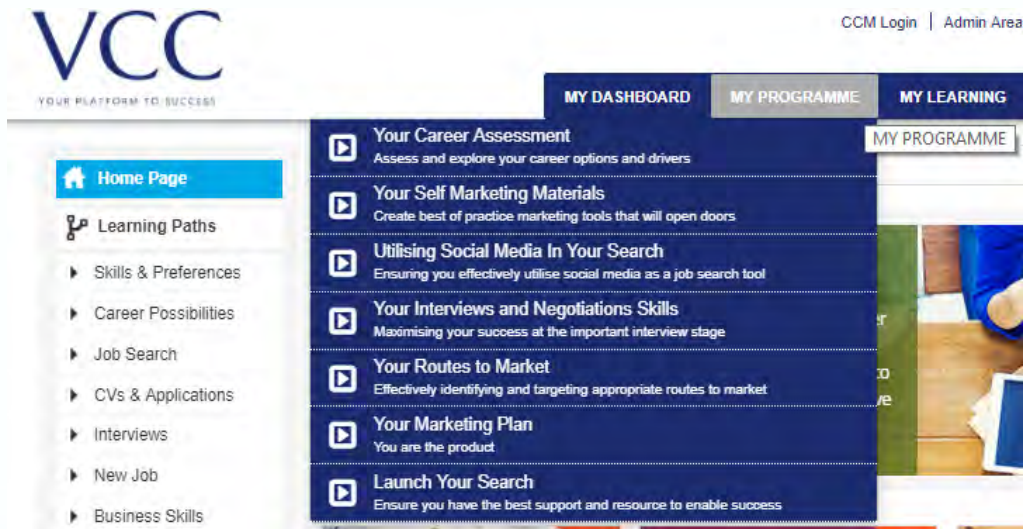 VCC
YOUR PLATFORM TO SUCCESS
CCM Login | Admin Area
MY DASHBOARD MY PROGRAMME MY LEARNING
MY PROGRAMME
Home Page
Learning Paths
Skills & Preferences
Career Possibilities
Job Search
CVs & Applications
Interviews
New Job
Business Skills
Your Career Assessment
Assess and explore your career options and drivers
Your Self Marketing Materials
Create best of practice marketing tools that will open doors
Utilising Social Media In Your Search
Ensuring you effectively utilise social media as a job search tool
Your Interviews and Negotiations Skills
Maximising your success at the important interview stage
Your Routes to Market
Effectively identifying and targeting appropriate routes to market
Your Marketing Plan
You are the product
Launch Your Search
Ensure you have the best support and resource to enable success